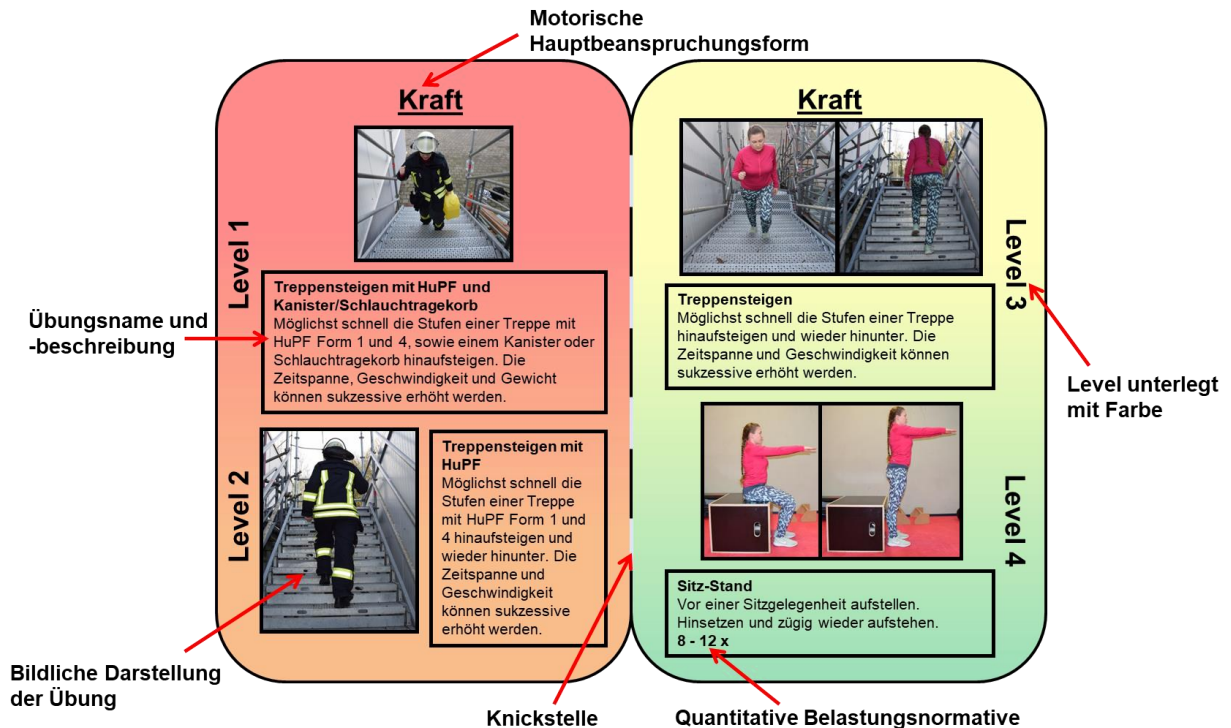 Motorische
Hauptbeanspruchungsform
Kraft
Level 1
Treppensteigen mit HuPF und
Kanister/Schlauchtragekorb
Möglichst schnell die Stufen einer Treppe mit
HuPF Form 1 und 4, sowie einem Kanister oder
Schlauchtragekorb hinaufsteigen. Die
Zeitspanne, Geschwindigkeit und Gewicht
können sukzessive erhöht werden.
Übungsname und
-beschreibung
Level 2
Treppensteigen mit
HuPF
Möglichst schnell die
Stufen einer Treppe
mit HuPF Form 1 und
4 hinaufsteigen und
wieder hinunter. Die
Zeitspanne und
Geschwindigkeit
können sukzessive
erhöht werden.
Bildliche Darstellung
der Übung
Kraft
Level 3
Treppensteigen
Möglichst schnell die Stufen einer Treppe
hinaufsteigen und wieder hinunter. Die
Zeitspanne und Geschwindigkeit können
sukzessive erhöht werden.
Level unterlegt
mit Farbe
Level 4
Sitz-Stand
Vor einer Sitzgelegenheit aufstellen.
Hinsetzen und zügig wieder aufstehen.
8 - 12 x
Knickstelle
Quantitative Belastungsnormative